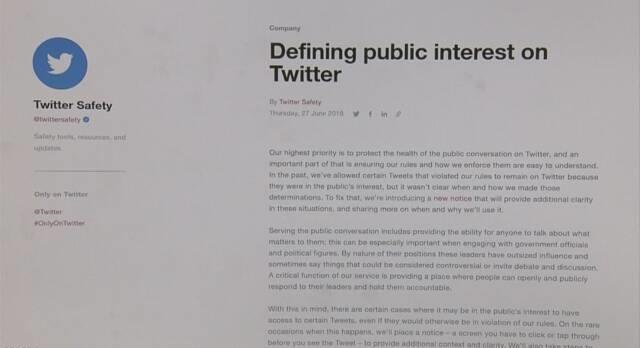 Company
Defining public interest on
Twitter
By Twitter Safety
Thursday, 27 June 2019
Twitter Safety
@twittersafety
Safety tools, resources, and
updates.
Only on Twitter
@Twitter
#OnlyOnTwitter
Our highest priority is to protect the health of the public conversation on Twitter, and an
important part of that is ensuring our rules and how we enforce them are easy to understand.
In the past, we've allowed certain Tweets that violated our rules to remain on Twitter because
they were in the public's interest, but it wasn't clear when and how we made those
determinations. To fix that, we're introducing a new notice that will provide additional clarity
in these situations, and sharing more on when and why we'll use it.
Serving the public conversation includes providing the ability for anyone to talk about what
matters to them; this can be especially important when engaging with government officials
and political figures. By nature of their positions these leaders have outsized influence and
sometimes say things that could be considered controversial or invite debate and discussion.
A critical function of our service is providing a place where people can openly and publicly
respond to their leaders and hold them accountable.
With this in mind, there are certain cases where it may be in the public's interest to have
access to certain Tweets, even if they would otherwise be in violation of our rules. On the rare
occasions when this happens, we'll place a notice – a screen you have to click or tap through
before you see the Tweet – to provide additional context and clarity. We'll also take steps to